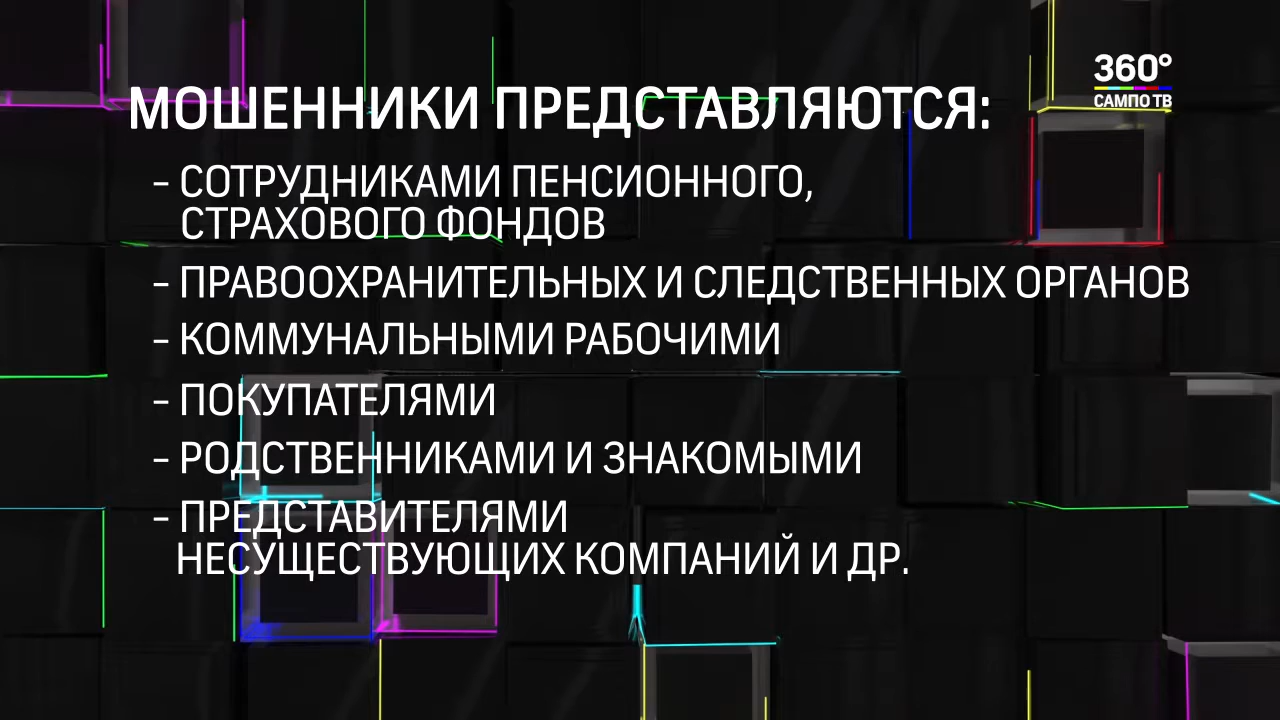 360°
САМПО ТВ
МОШЕННИКИ ПРЕДСТАВЛЯЮТСЯ:
– СОТРУДНИКАМИ ПЕНСИОННОГО,
СТРАХОВОГО ФОНДОВ
– ПРАВООХРАНИТЕЛЬНЫХ И СЛЕДСТВЕННЫХ ОРГАНОВ
– КОММУНАЛЬНЫМИ РАБОЧИМИ
– ПОКУПАТЕЛЯМИ
– РОДСТВЕННИКАМИ И ЗНАКОМЫМИ
– ПРЕДСТАВИТЕЛЯМИ
НЕСУЩЕСТВУЮЩИХ КОМПАНИЙ И ДР.